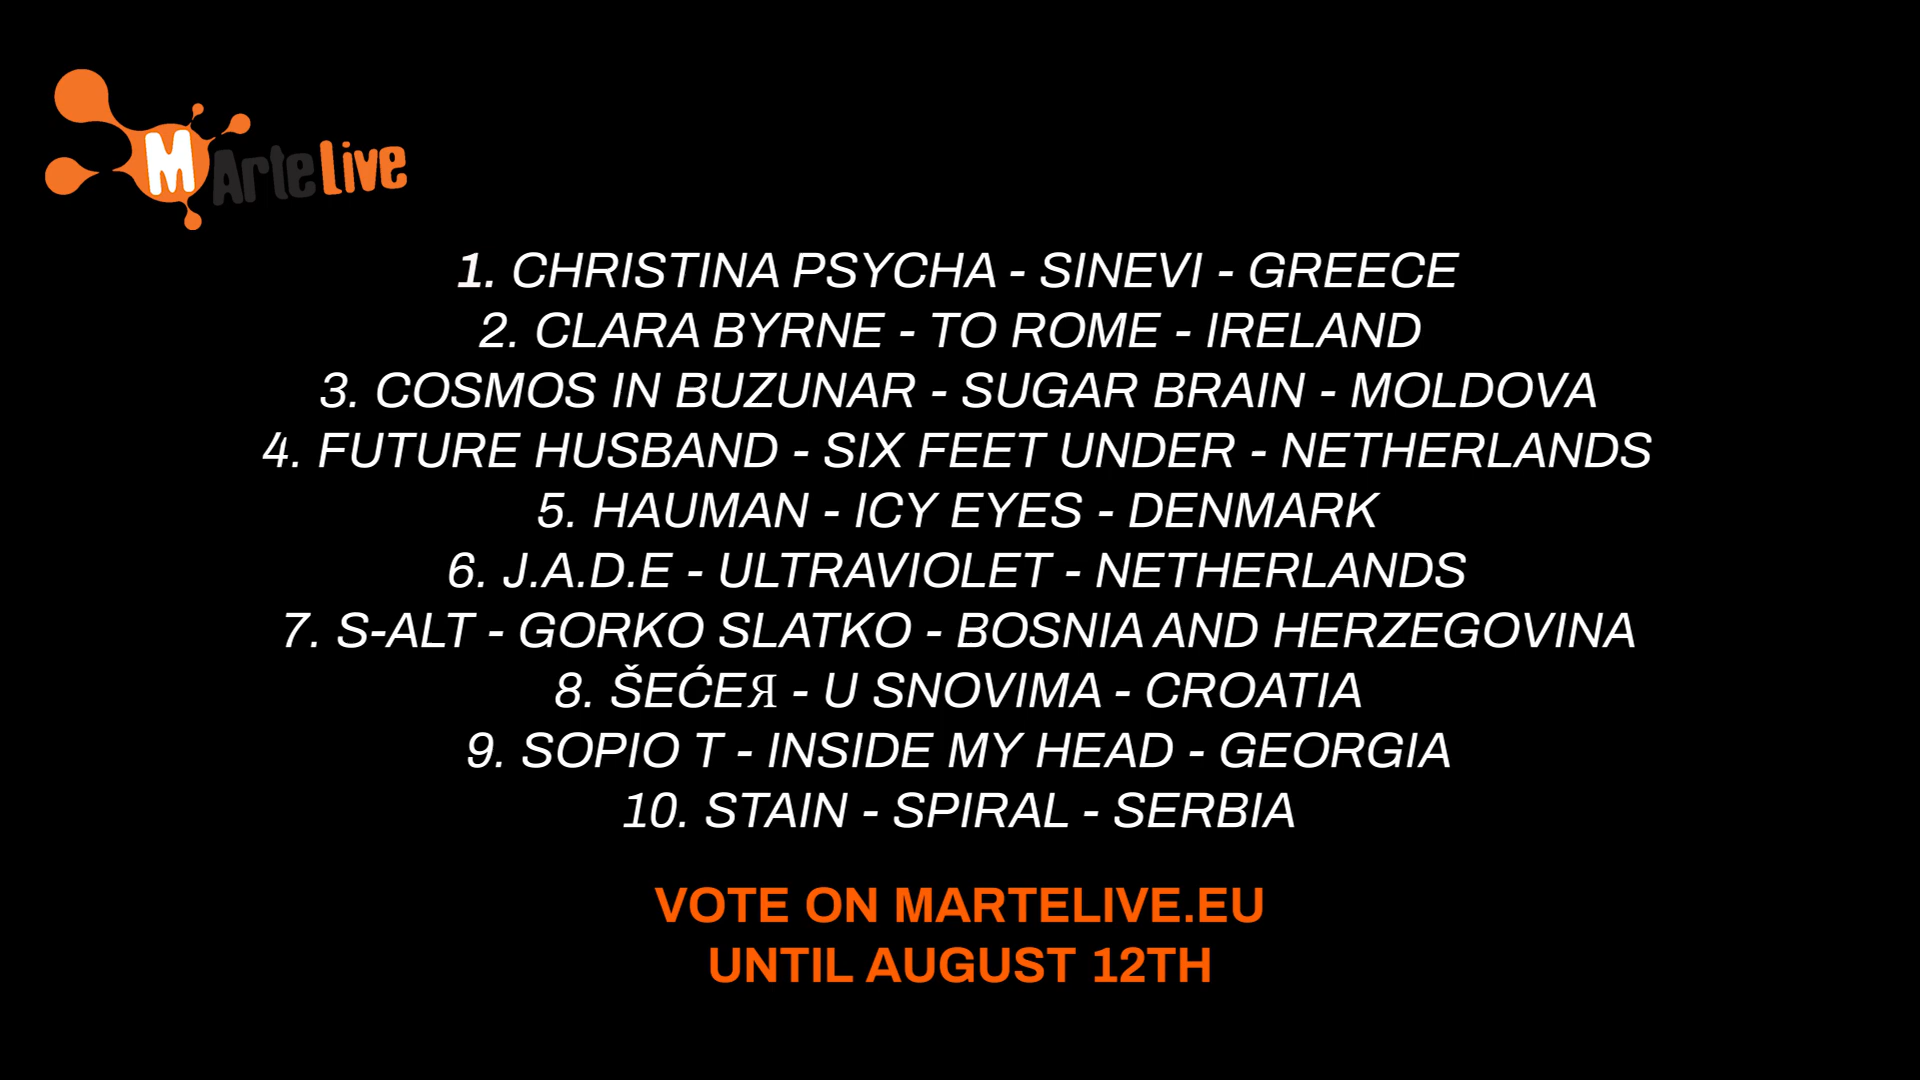 MArteLive
1. CHRISTINA PSYCHA - SINEVI - GREECE
2. CLARA BYRNE - TO ROME - IRELAND
3. COSMOS IN BUZUNAR - SUGAR BRAIN - MOLDOVA
4. FUTURE HUSBAND - SIX FEET UNDER - NETHERLANDS
5. HAUMAN - ICY EYES - DENMARK
6. J.A.D.E - ULTRAVIOLET - NETHERLANDS
7. S-ALT - GORKO SLATKO - BOSNIA AND HERZEGOVINA
8. ŠEĆEЯ - U SNOVIMA - CROATIA
9. SOPIO T - INSIDE MY HEAD - GEORGIA
10. STAIN - SPIRAL - SERBIA
VOTE ON MARTELIVE.EU
UNTIL AUGUST 12TH